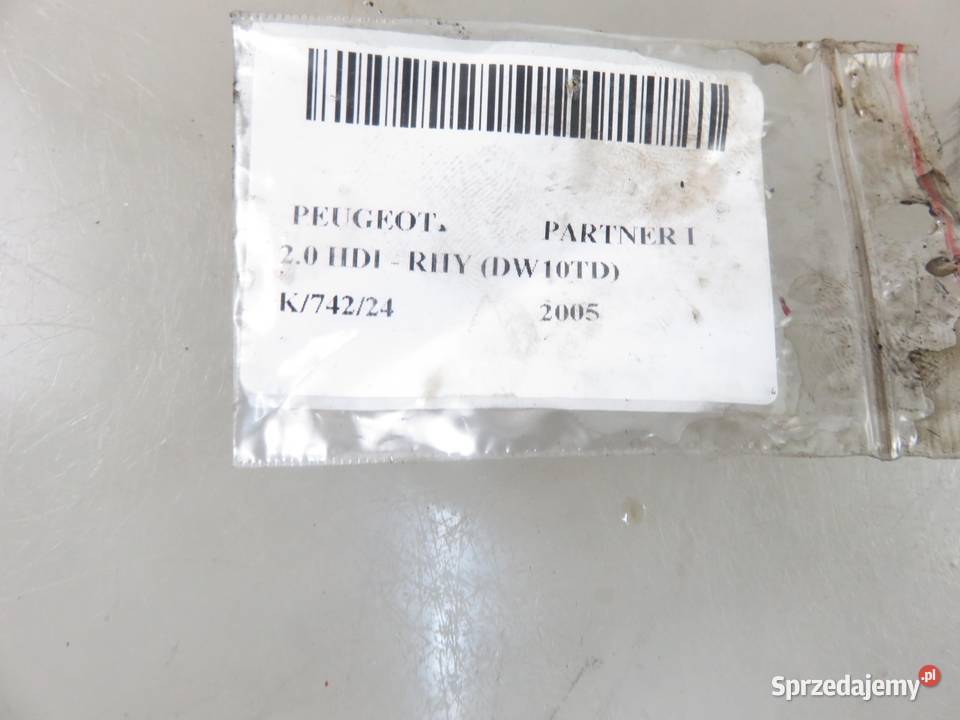 PEUGEOT PARTNER I
2.0 HDI - RHY (DW10TD)
K/742/24 2005
Sprzedajemy.pl